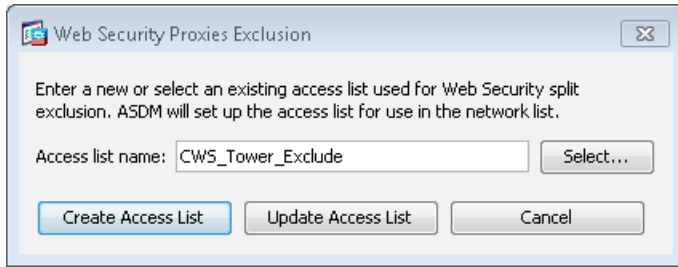 Web Security Proxies Exclusion
Enter a new or select an existing access list used for Web Security split
exclusion. ASDM will set up the access list for use in the network list.
Access list name: CWS_Tower_Exclude Select...
Create Access List Update Access List Cancel